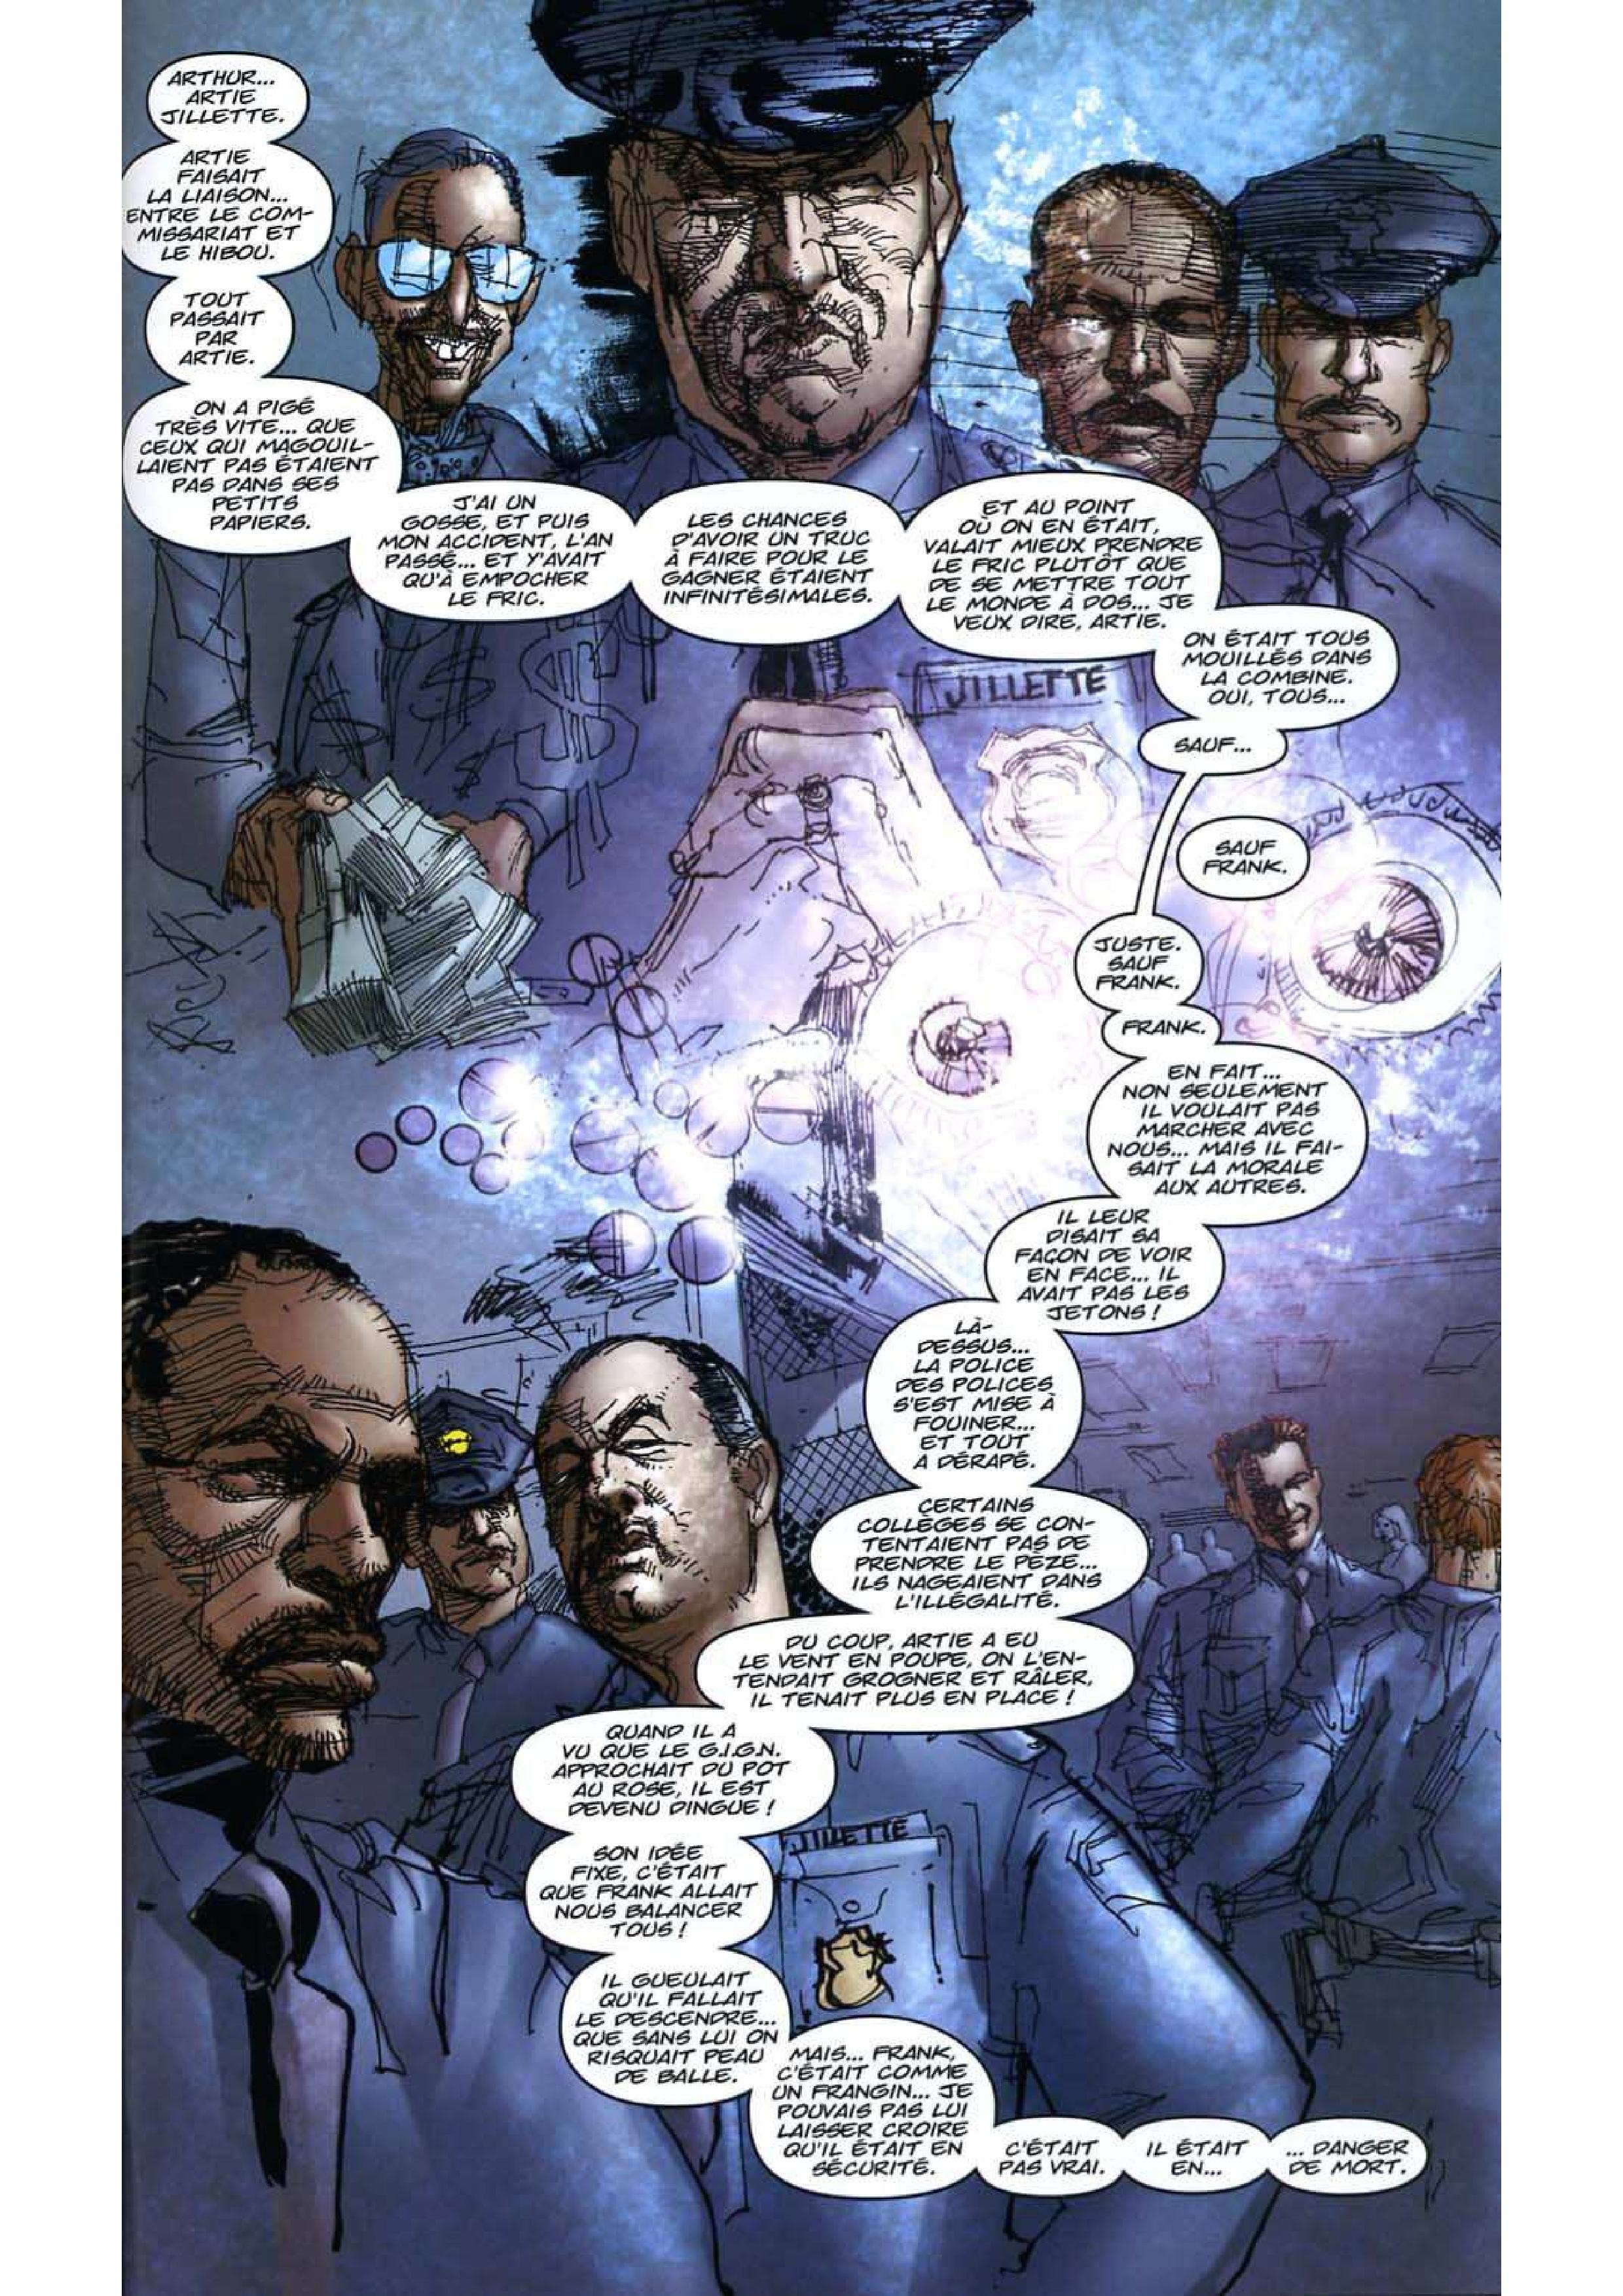 ARTHUR...
ARTIE
JILLETTE.
ARTIE
FAISAIT
LA LIAISON...
ENTRE LE COM-
MISSARIAT ET
LE HIBOU.
TOUT
PASSAIT
PAR
ARTIE.
ON A PIGÉ
TRÈS VITE... QUE
CEUX QUI MAGOUIL-
LAIENT PAS ÉTAIENT
PAS DANS SES
PETITS
PAPIERS.
J'AI UN
GOSSE, ET PUIS
MON ACCIDENT, L'AN
PASSÉ... ET Y'AVAIT
QU'À EMPOCHER
LE FRIC.
LES CHANCES
D'AVOIR UN TRUC
À FAIRE POUR LE
GAGNER ÉTAIENT
INFINITÉSIMALES.
ET AU POINT
OÙ ON EN ÉTAIT,
VALAIT MIEUX PRENDRE
LE FRIC PLUTÔT QUE
DE SE METTRE TOUT
LE MONDE À DOS... JE
VEUX DIRE, ARTIE.
ON ÉTAIT TOUS
MOUILLÉS DANS
LA COMBINE.
OUI, TOUS...
JILLETTE
SAUF...
SAUF
FRANK.
JUSTE.
SAUF
FRANK.
FRANK.
EN FAIT...
NON SEULEMENT
IL VOULAIT PAS
MARCHER AVEC
NOUS... MAIS IL FAI-
SAIT LA MORALE
AUX AUTRES.
IL LEUR
DISAIT SA
FAÇON DE VOIR
EN FACE... IL
AVAIT PAS LES
JETONS !
LÀ-
DESSUS...
LA POLICE
DES POLICES
S'EST MISE À
FOUINER...
ET TOUT
A DÉRAPÉ.
CERTAINS
COLLÈGES SE CON-
TENTAIENT PAS DE
PRENDRE LE PÈZE...
ILS NAGEAIENT DANS
L'ILLÉGALITÉ.
DU COUP, ARTIE A EU
LE VENT EN POUPE, ON L'EN-
TENDAIT GROGNER ET RÂLER,
IL TENAIT PLUS EN PLACE !
QUAND IL A
VU QUE LE G.I.G.N.
APPROCHAIT DU POT
AU ROSE, IL EST
DEVENU DINGUE !
JILLETTE
SON IDÉE
FIXE, C'ÉTAIT
QUE FRANK ALLAIT
NOUS BALANCER
TOUS !
IL GUEULAIT
QU'IL FALLAIT
LE DESCENDRE...
QUE SANS LUI ON
RISQUAIT PEAU
DE BALLE.
MAIS... FRANK,
C'ÉTAIT COMME
UN FRANGIN... JE
POUVAIS PAS LUI
LAISSER CROIRE
QU'IL ÉTAIT EN
SÉCURITÉ.
C'ÉTAIT
PAS VRAI.
IL ÉTAIT
EN...
... DANGER
DE MORT.